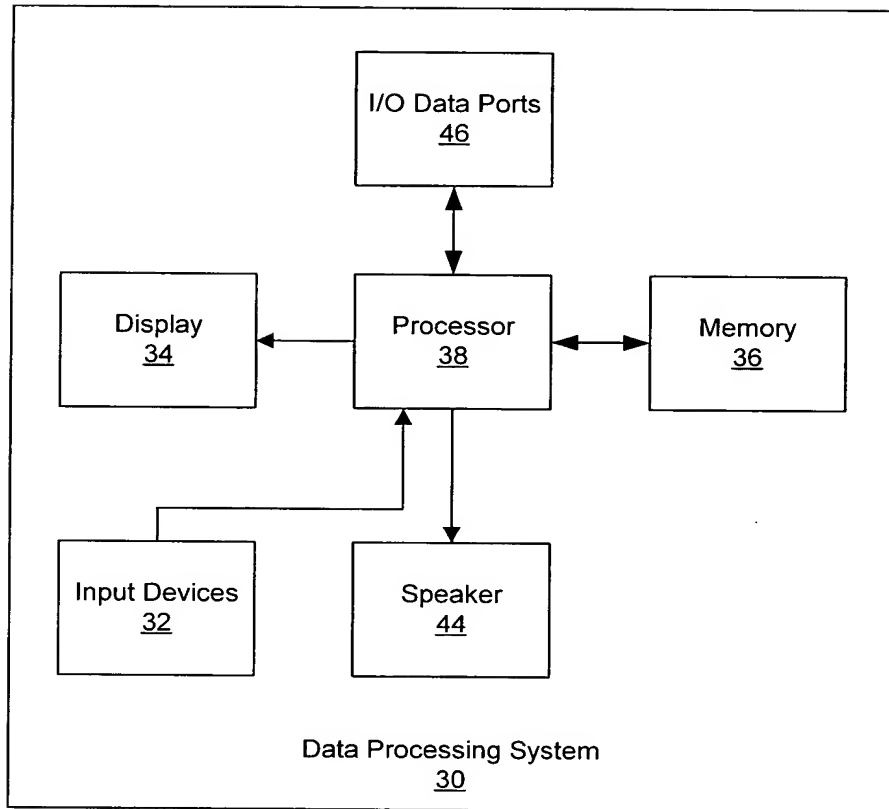 I/O Data Ports
46
Display
34
Processor
38
Memory
36
Input Devices
32
Speaker
44
Data Processing System
30